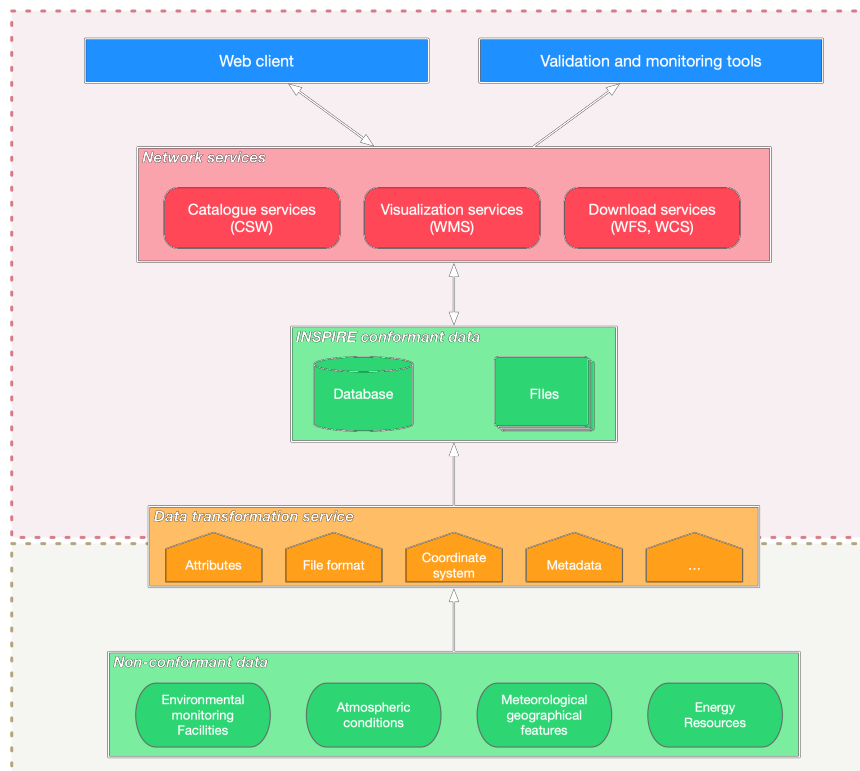 Web client
Validation and monitoring tools
Network services
Catalogue services
(CSW)
Visualization services
(WMS)
Download services
(WFS, WCS)
INSPIRE conformant data
Database
FIles
Data transformation service
Attributes
File format
Coordinate
system
Metadata
...
Non-conformant data
Environmental
monitoring
Facilities
Atmospheric
conditions
Meteorological
geographical
features
Energy
Resources